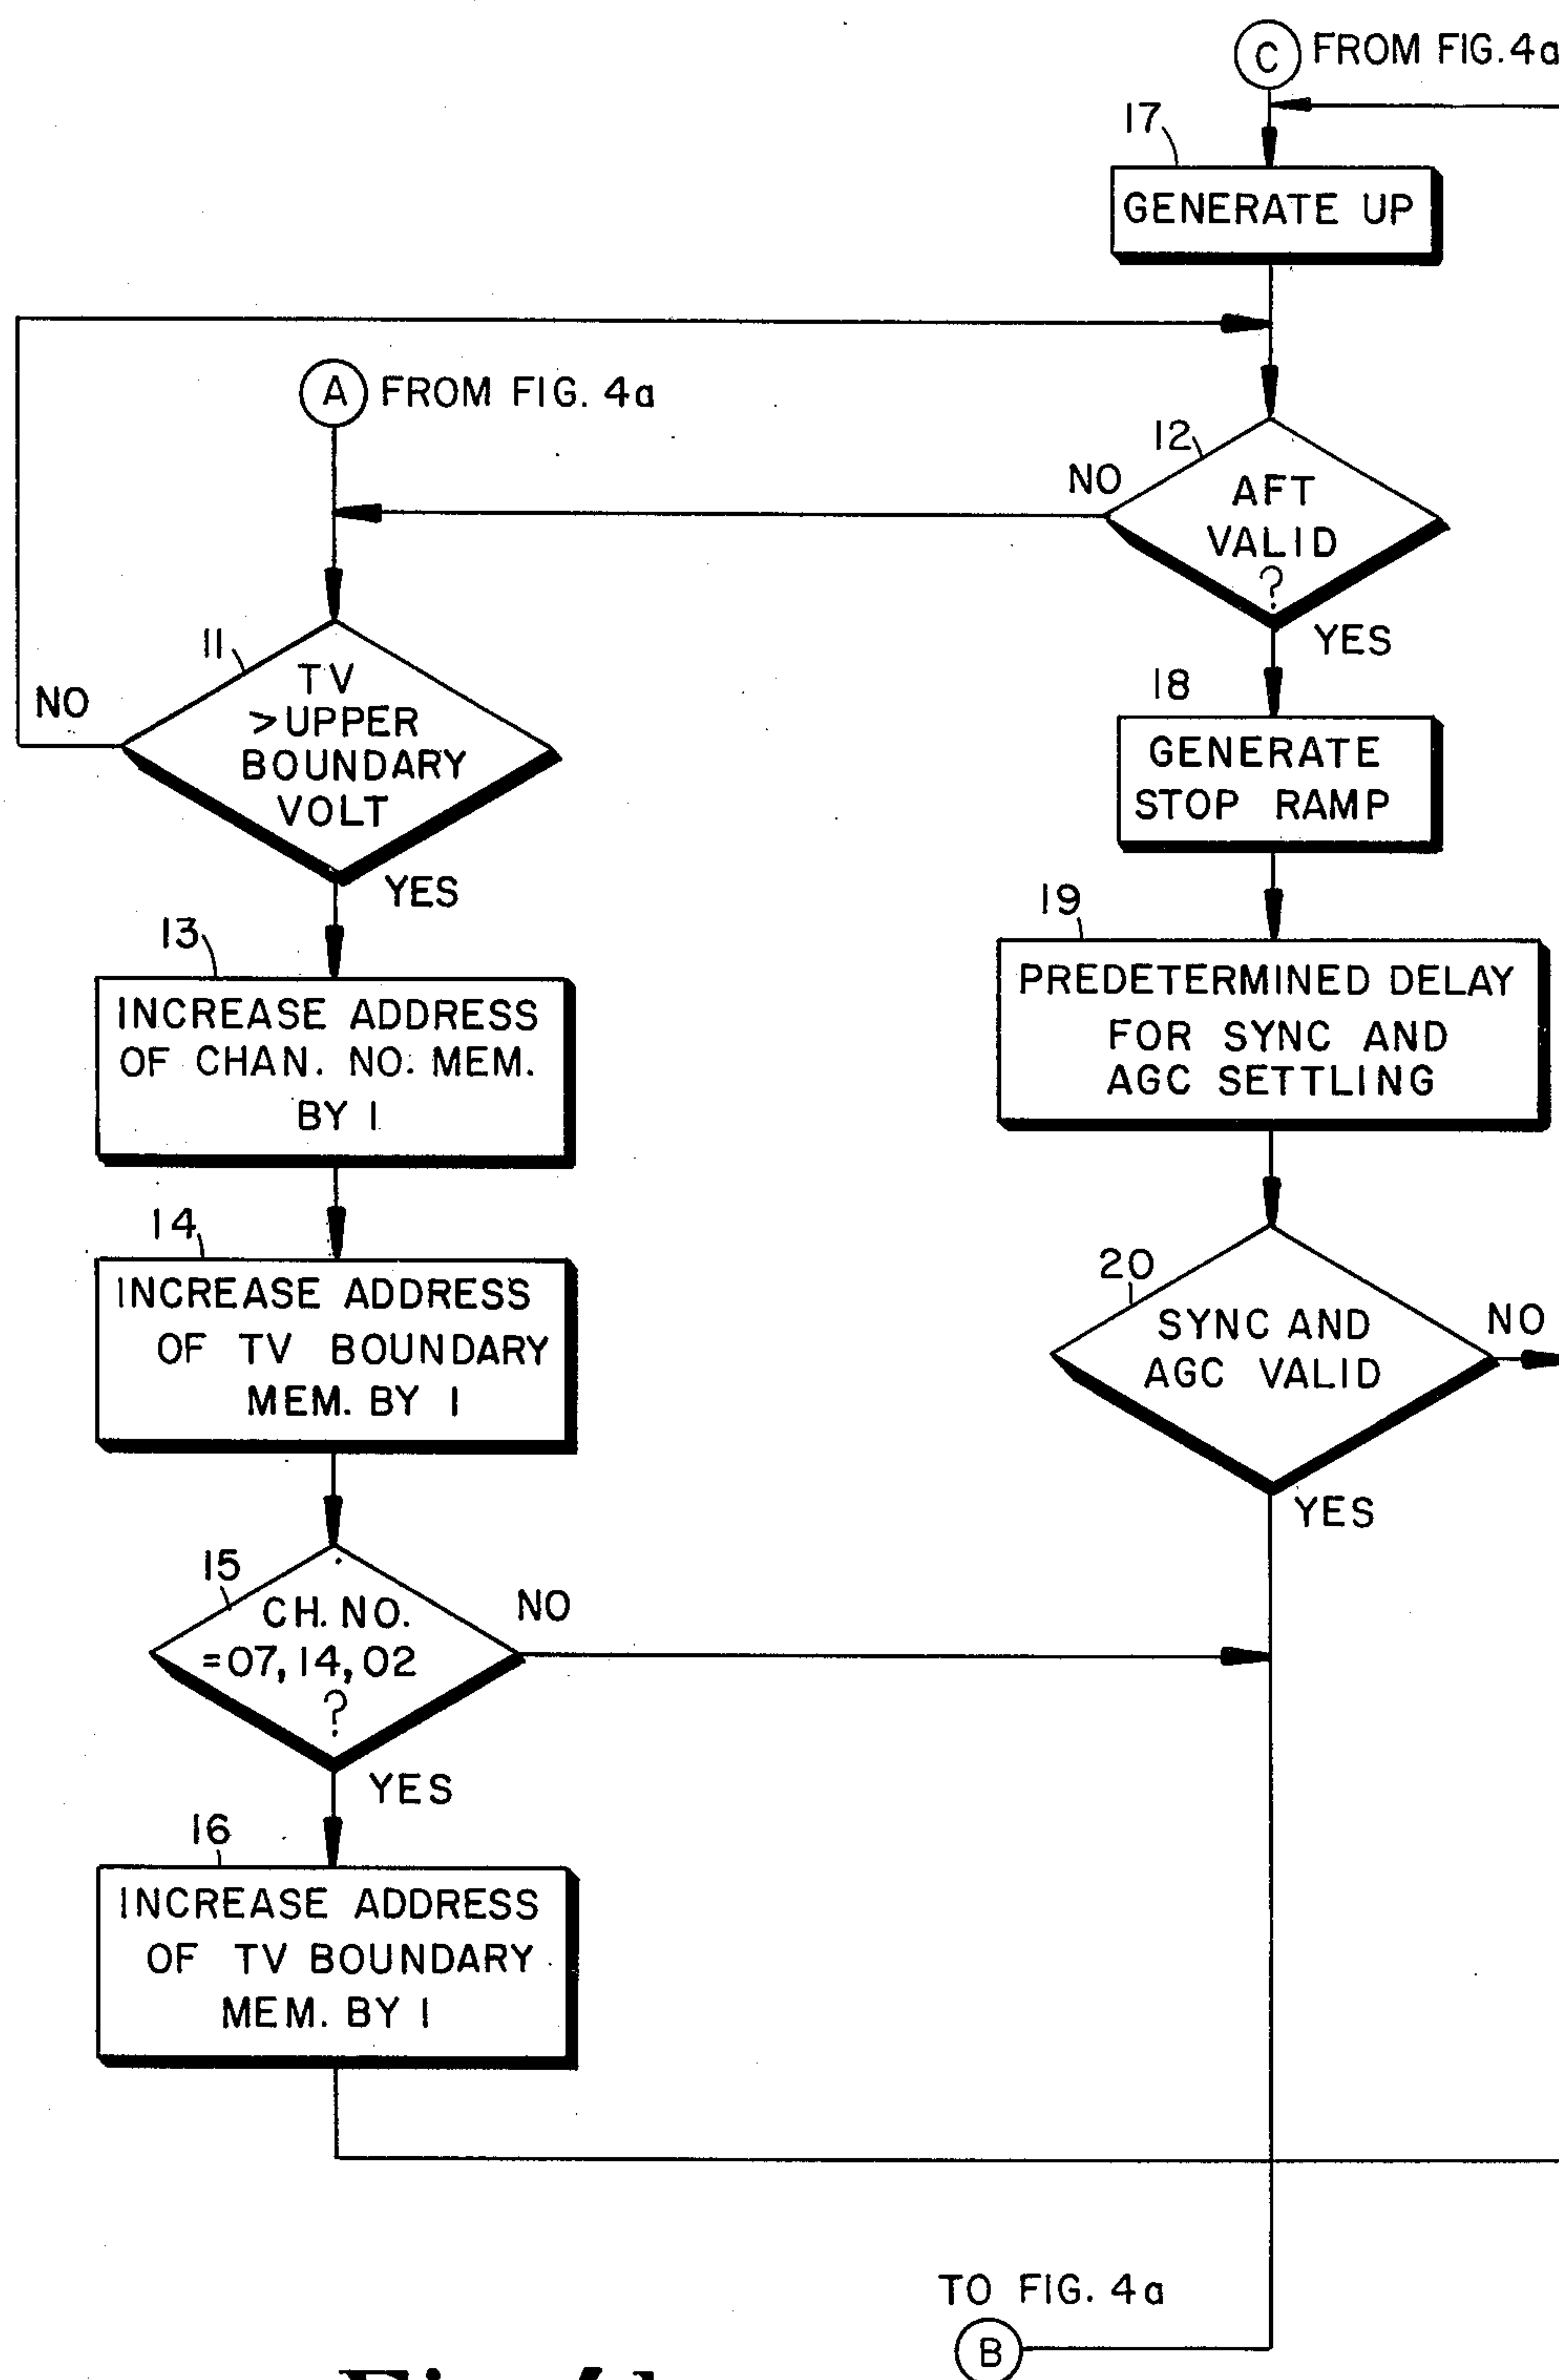 C FROM FIG. 4a
17
GENERATE UP
A FROM FIG. 4a
12
NO
AFT
VALID
?
YES
11
TV
>UPPER
BOUNDARY
VOLT
NO
YES
18
GENERATE
STOP RAMP
13
INCREASE ADDRESS
OF CHAN. NO. MEM.
BY 1
19
PREDETERMINED DELAY
FOR SYNC AND
AGC SETTLING
14
INCREASE ADDRESS
OF TV BOUNDARY
MEM. BY 1
20
SYNC AND
AGC VALID
NO
YES
15
CH. NO.
=07, 14, 02
?
NO
YES
16
INCREASE ADDRESS
OF TV BOUNDARY
MEM. BY 1
TO FIG. 4a
B